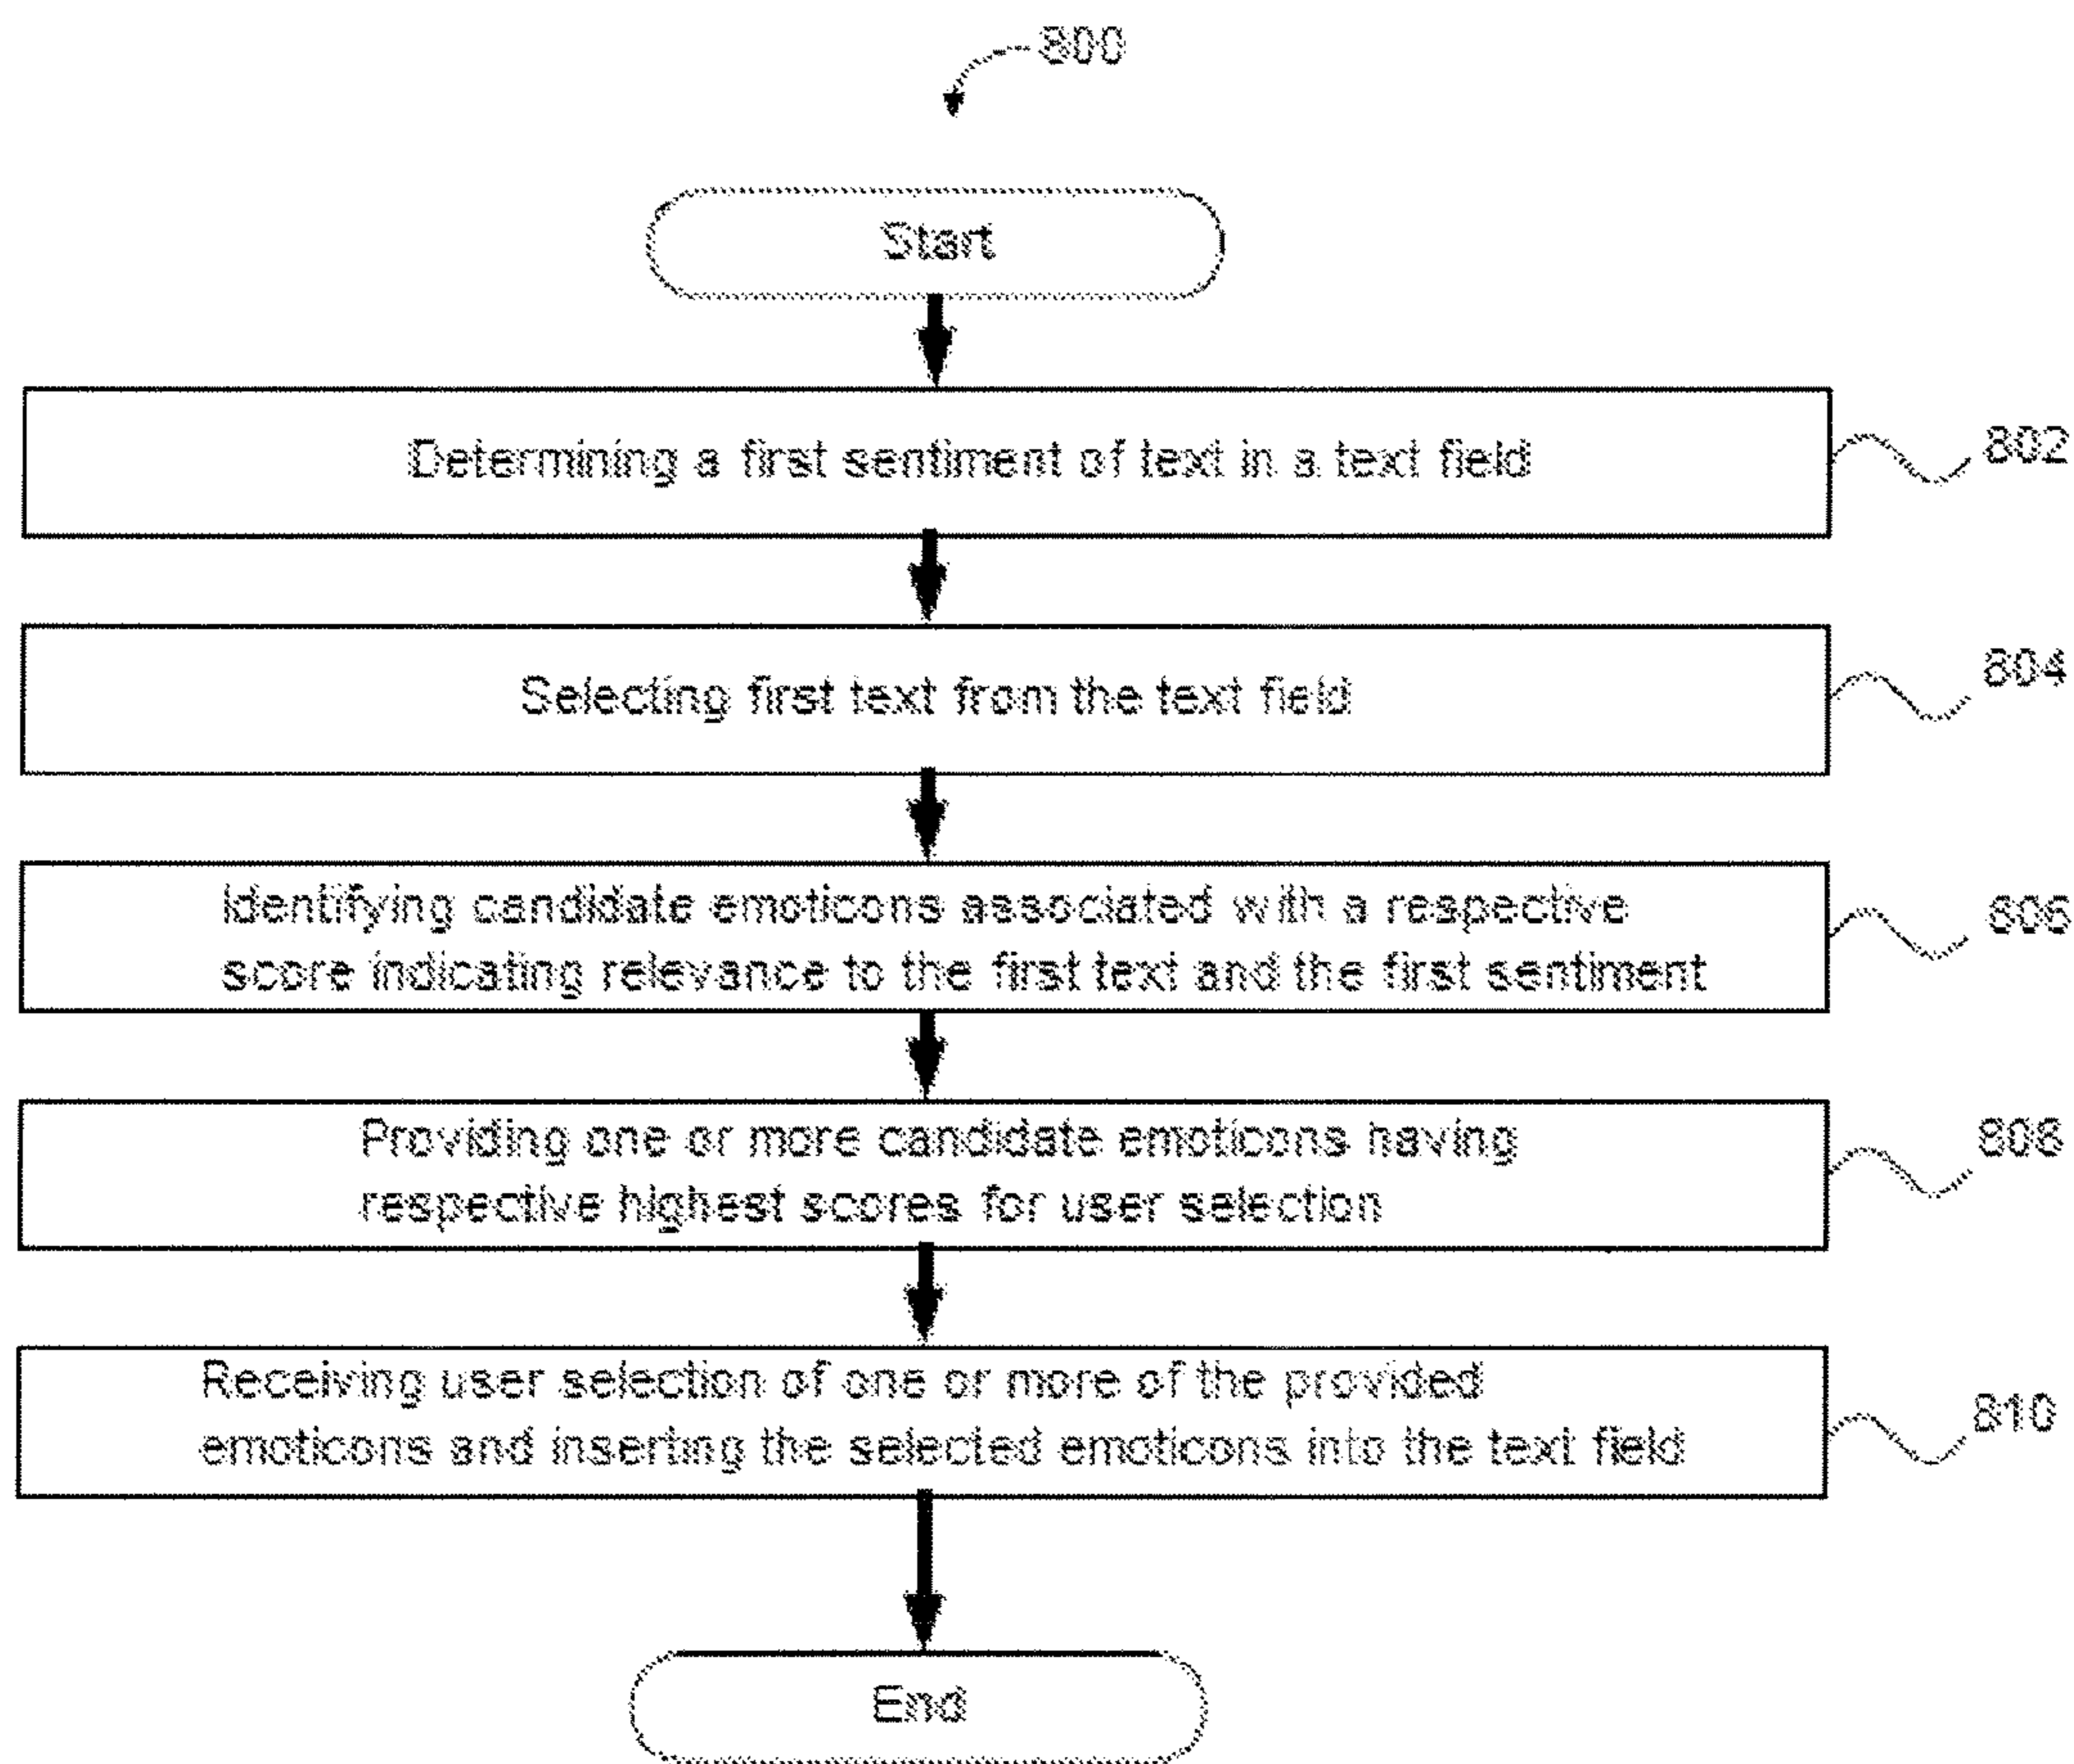 800
Start
Determining a first sentiment of text in a text field
802
Selecting first text from the text field
804
Identifying candidate emoticons associated with a respective
score indicating relevance to the first text and the first sentiment
806
Providing one or more candidate emoticons having
respective highest scores for user selection
808
Receiving user selection of one or more of the provided
emoticons and inserting the selected emoticons into the text field
810
End